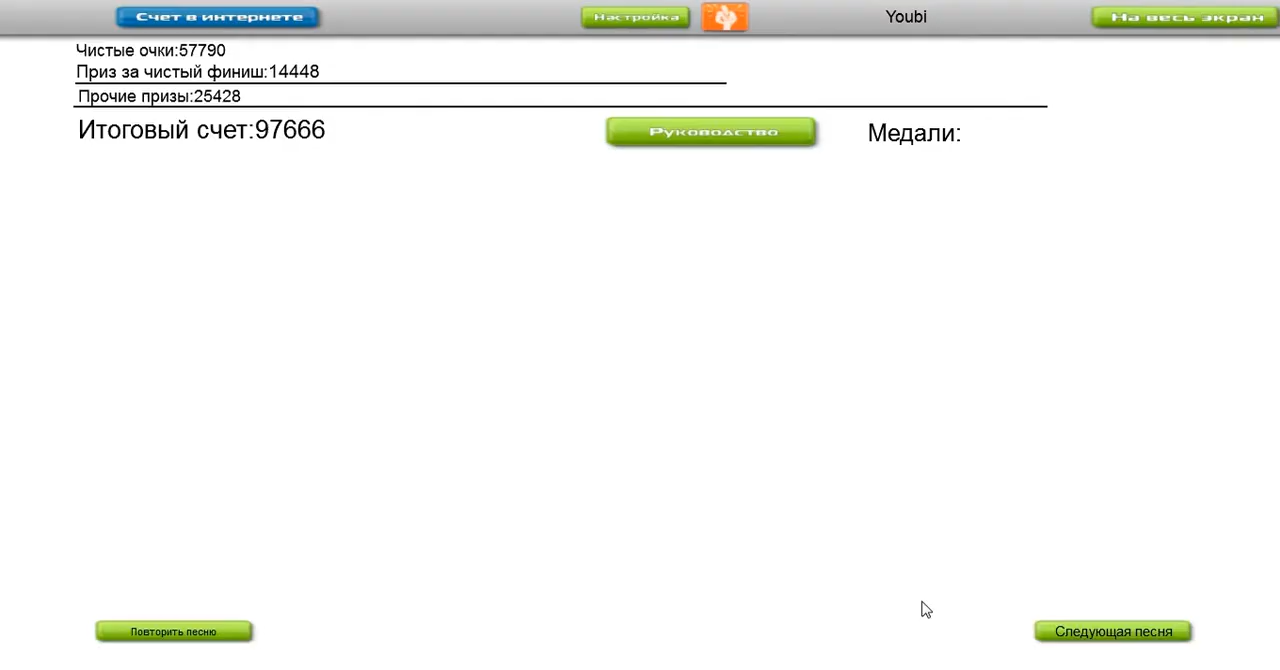 Счет в интернете
Настройка
Youbi
На весь экран
Чистые очки:57790
Приз за чистый финиш:14448
Прочие призы:25428
Итоговый счет:97666
Руководство
Медали:
Повторить песню
Следующая песня